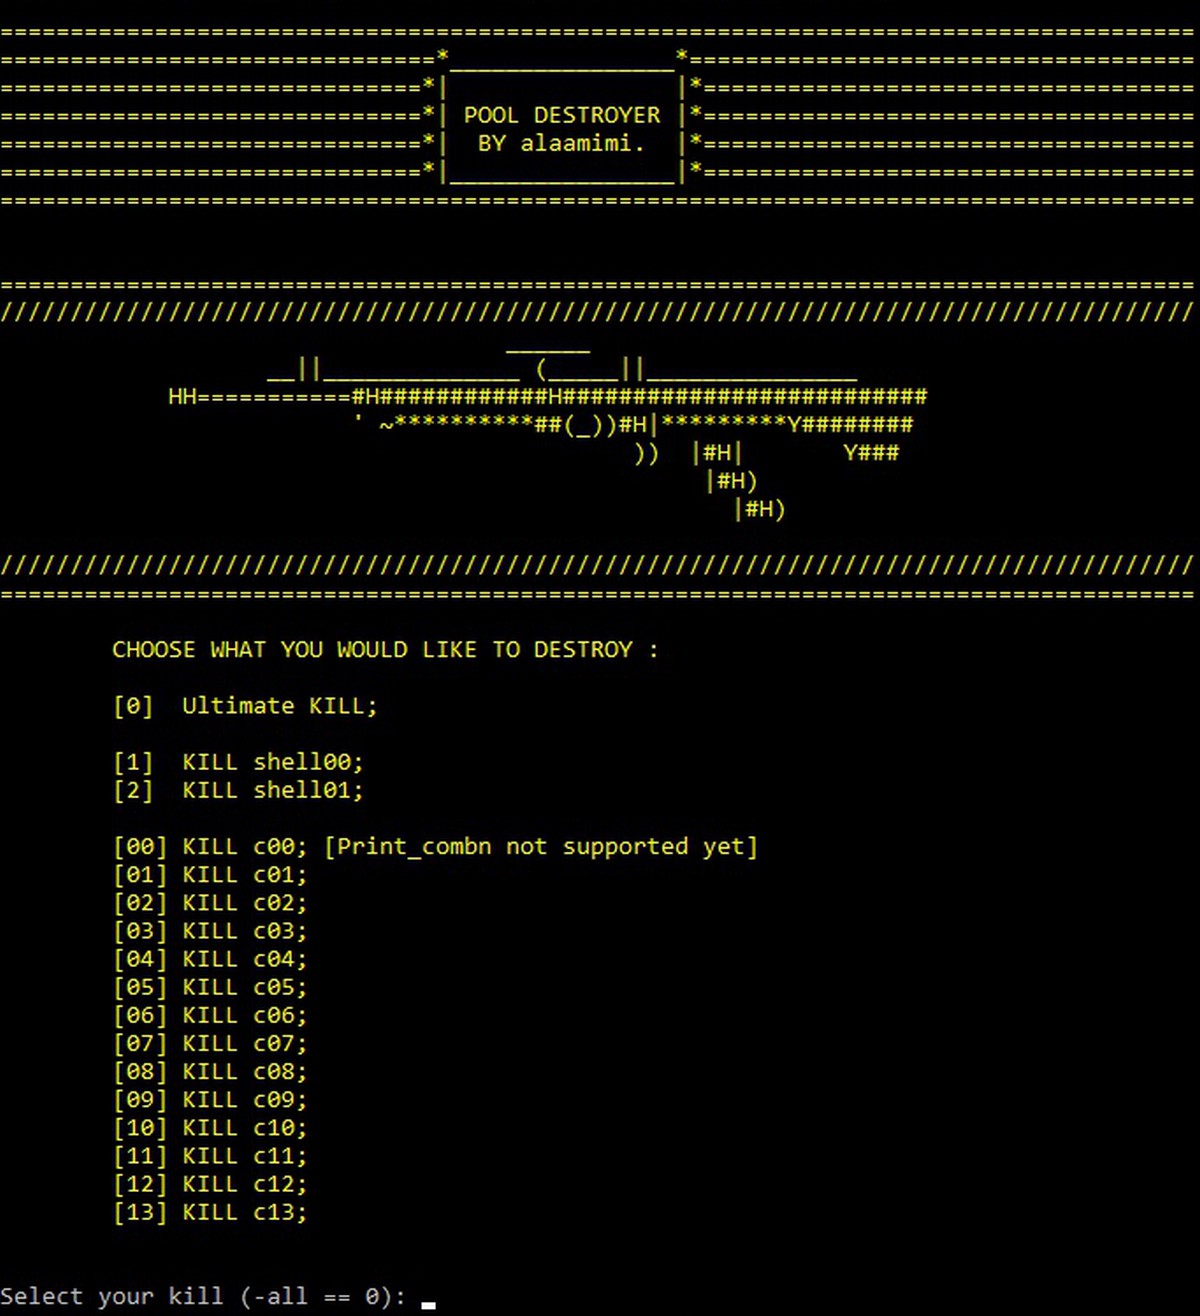 POOL DESTROYER
BY alaamimi.
CHOOSE WHAT YOU WOULD LIKE TO DESTROY :
[0]  Ultimate KILL;
[1]  KILL shell00;
[2]  KILL shell01;
[00] KILL c00; [Print_combn not supported yet]
[01] KILL c01;
[02] KILL c02;
[03] KILL c03;
[04] KILL c04;
[05] KILL c05;
[06] KILL c06;
[07] KILL c07;
[08] KILL c08;
[09] KILL c09;
[10] KILL c10;
[11] KILL c11;
[12] KILL c12;
[13] KILL c13;
Select your kill (-all == 0):